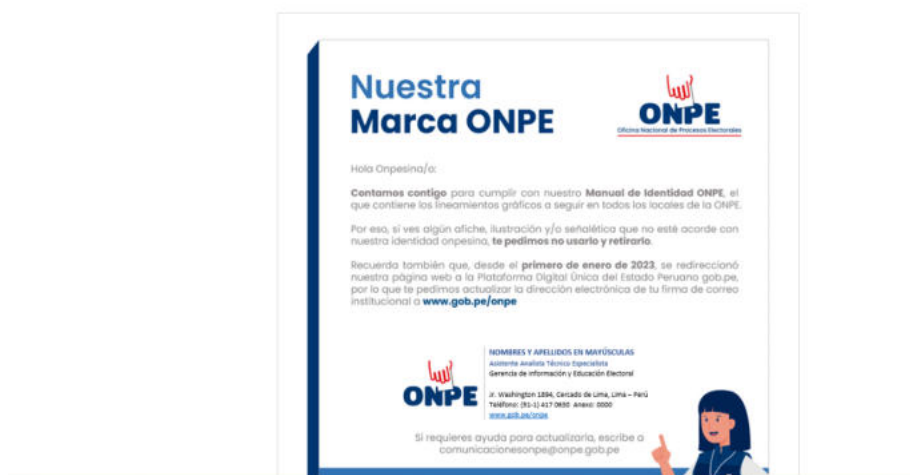 Nuestra
Marca ONPE
ONPE
Oficina Nacional de Procesos Electorales
Hola Onpesina/o:
Contamos contigo para cumplir con nuestro Manual de Identidad ONPE, el
que contiene los lineamientos gráficos a seguir en todos los locales de la ONPE.
Por eso, si ves algún afiche, ilustración y/o señalética que no esté acorde con
nuestra identidad onpesina, te pedimos no usarlo y retirarlo.
Recuerda también que, desde el primero de enero de 2023, se redireccionó
nuestra página web a la Plataforma Digital Única del Estado Peruano gob.pe,
por lo que te pedimos actualizar la dirección electrónica de tu firma de correo
institucional a www.gob.pe/onpe
ONPE
NOMBRES Y APELLIDOS EN MAYÚSCULAS
Asistente Analista Técnico Especialista
Gerencia de Información y Educación Electoral
Jr. Washington 1894, Cercado de Lima, Lima – Perú
Teléfono: (51-1) 417 0630 Anexo: 0000
www.gob.pe/onpe
Si requieres ayuda para actualizarla, escribe a
comunicacionesonpe@onpe.gob.pe